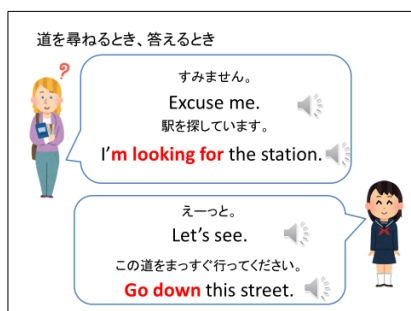 道を尋ねるとき、答えるとき
?
すみません。
Excuse me.
駅を探しています。
I'm looking for the station.
えーっと。
Let's see.
この道をまっすぐ行ってください。
Go down this street.